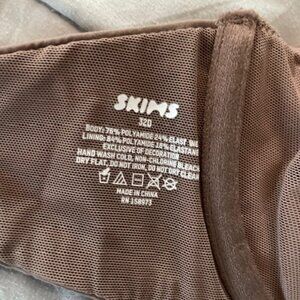 SKIMS
32D
BODY: 76% POLYAMIDE 24% ELAST
LINING: 84% POLYAMIDE 16% ELASTANE
EXCLUSIVE OF DECORATION
HAND WASH COLD, NON-CHLORINE BLEACH
DRY FLAT, DO NOT IRON, DO NOT DRY CLEAN
MADE IN CHINA
RN 158973